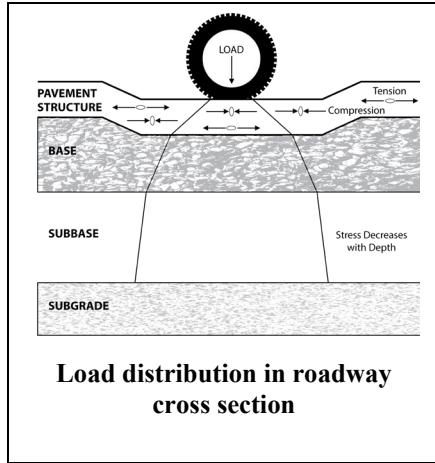 LOAD
PAVEMENT
STRUCTURE
Tension
Compression
BASE
SUBBASE
Stress Decreases
with Depth
SUBGRADE
Load distribution in roadway
cross section